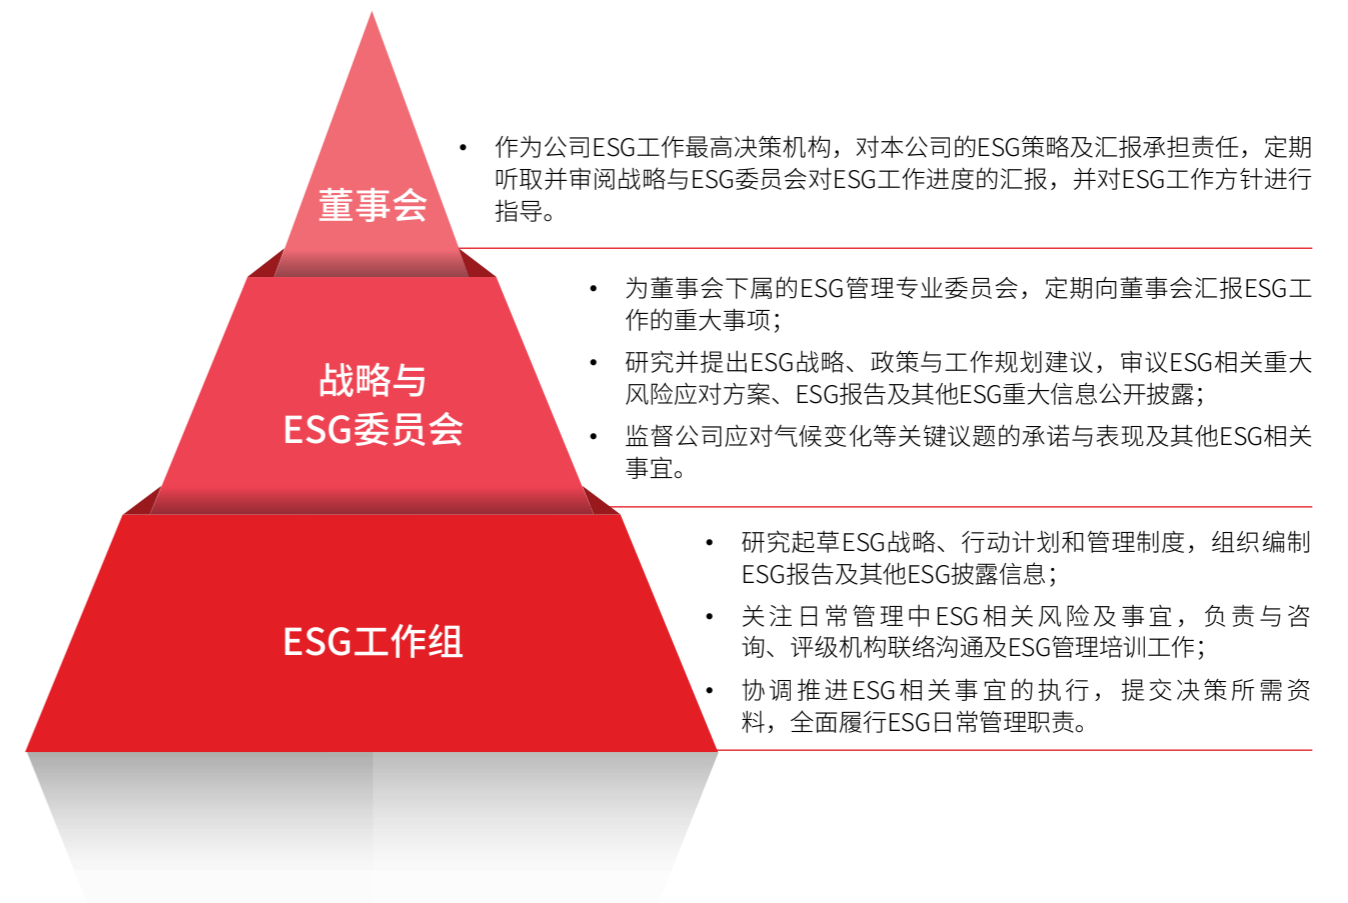 董事会
• 作为公司ESG工作最高决策机构，对本公司的ESG策略及汇报承担责任，定期
听取并审阅战略与ESG委员会对ESG工作进度的汇报，并对ESG工作方针进行
指导。
战略与
ESG委员会
• 为董事会下属的ESG管理专业委员会，定期向董事会汇报ESG工
作的重大事项；
• 研究并提出ESG战略、政策与工作规划建议，审议ESG相关重大
风险应对方案、ESG报告及其他ESG重大信息公开披露；
• 监督公司应对气候变化等关键议题的承诺与表现及其他ESG相关
事宜。
ESG工作组
• 研究起草ESG战略、行动计划和管理制度，组织编制
ESG报告及其他ESG披露信息；
• 关注日常管理中ESG相关风险及事宜，负责与咨
询、评级机构联络沟通及ESG管理培训工作；
• 协调推进ESG相关事宜的执行，提交决策所需资
料，全面履行ESG日常管理职责。